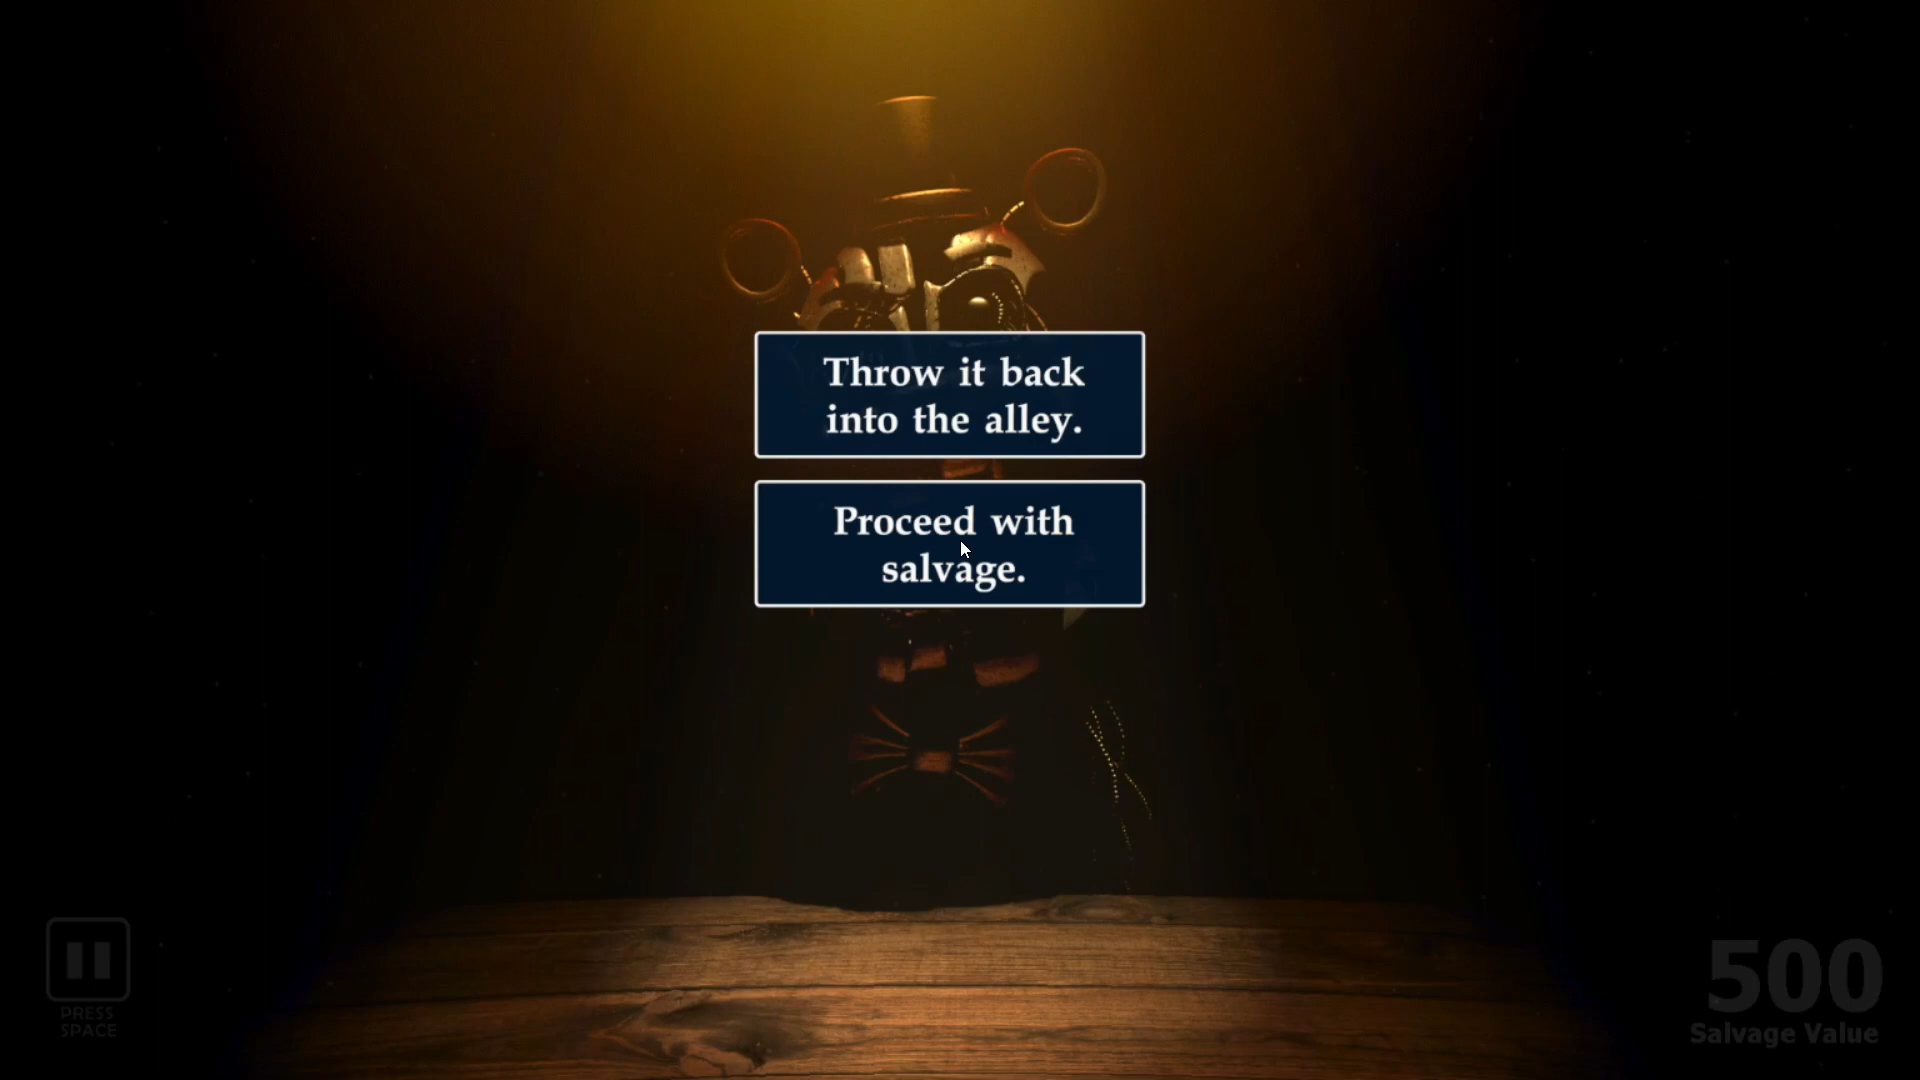 Throw it back
into the alley.
Proceed with
salvage.
PRESS
SPACE
500
Salvage Value